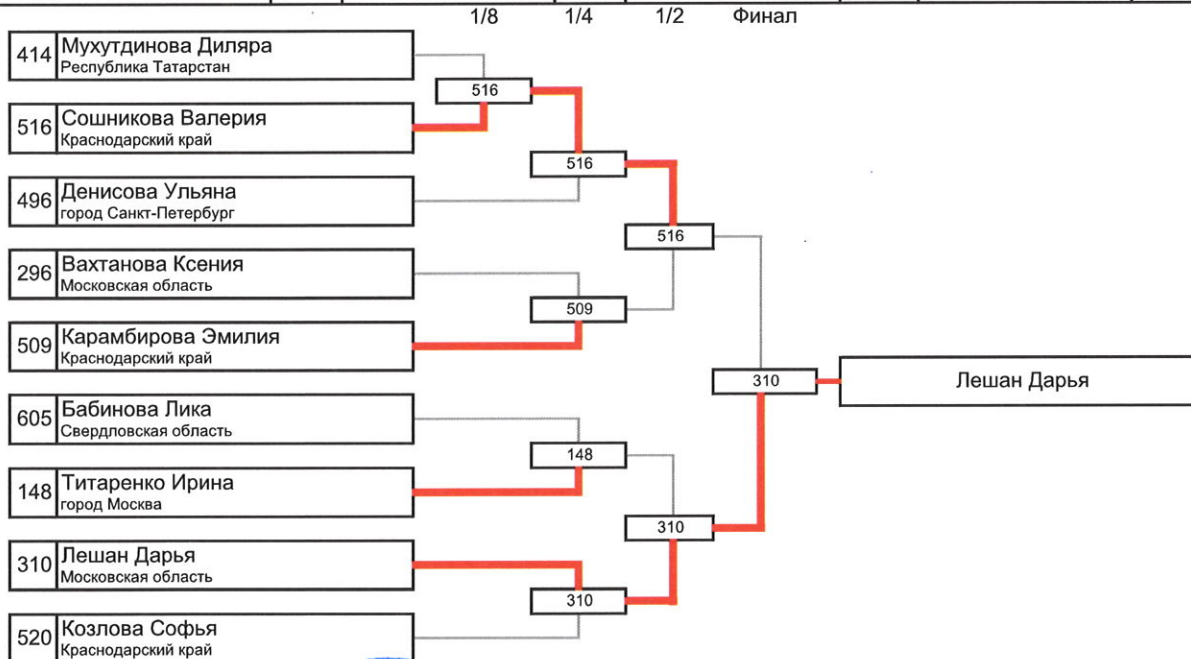 1/8 1/4 1/2 Финал
414 Мухутдинова Диляра
Республика Татарстан
516
516 Сошникова Валерия
Краснодарский край
516
496 Денисова Ульяна
город Санкт-Петербург
516
296 Вахтанова Ксения
Московская область
509
509 Карамбирова Эмилия
Краснодарский край
310 Лешан Дарья
605 Бабинова Лика
Свердловская область
148
148 Титаренко Ирина
город Москва
310
310 Лешан Дарья
Московская область
310
520 Козлова Софья
Краснодарский край